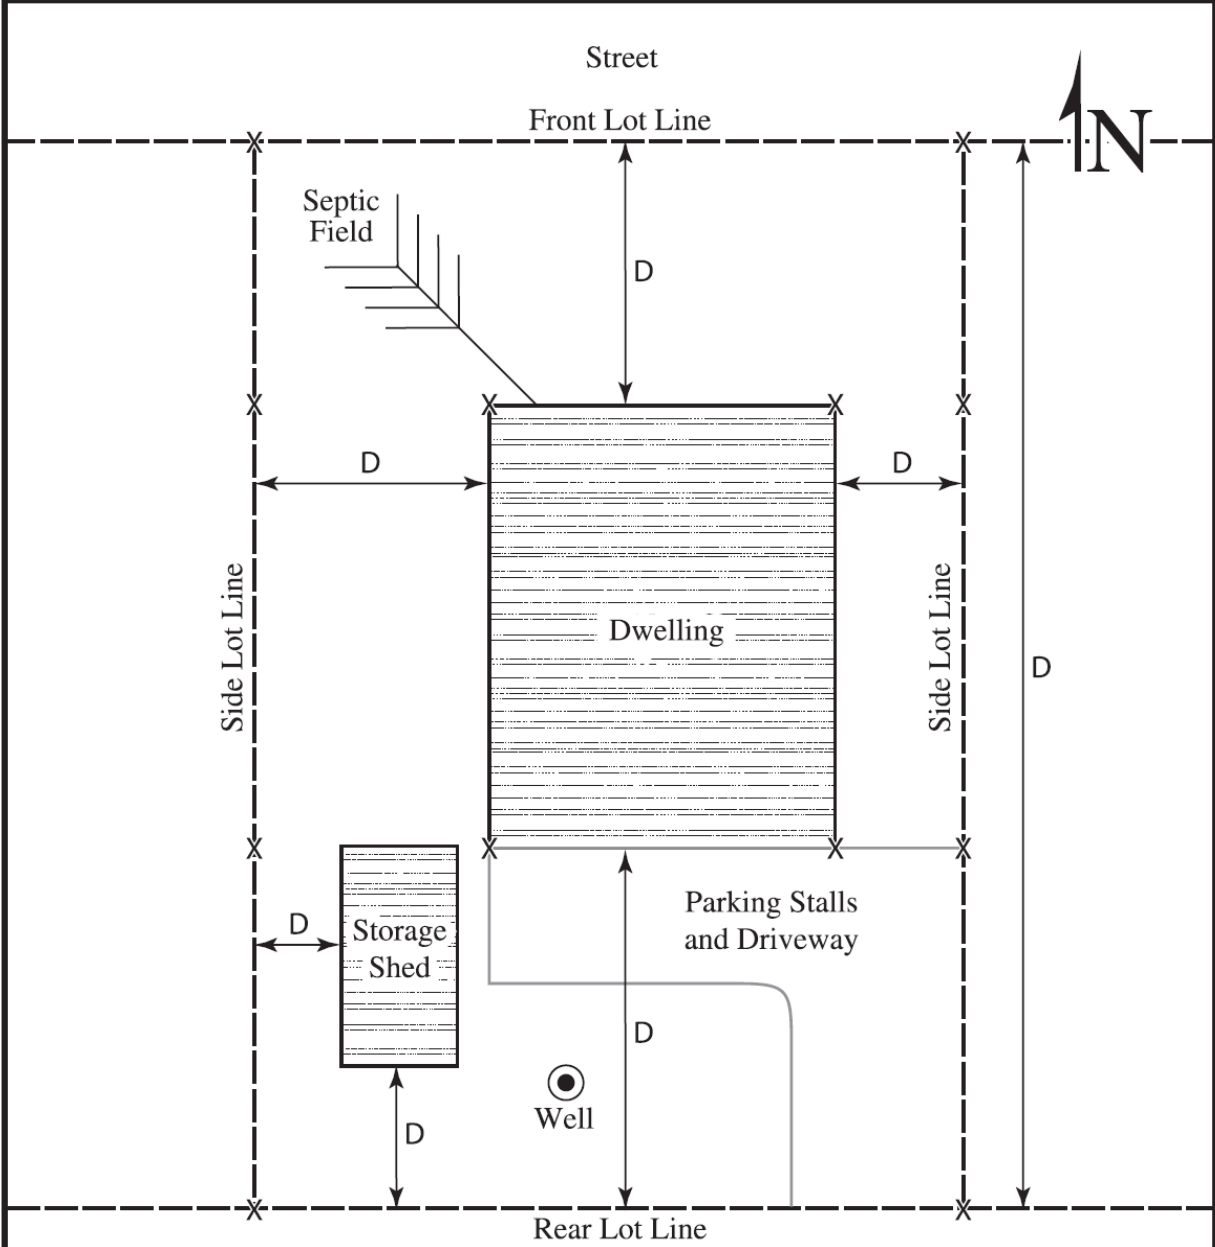 Street
Front Lot Line
N
Septic
Field
D
D
D
Side Lot Line
Dwelling
Side Lot Line
D
Parking Stalls
and Driveway
D
Storage
Shed
D
Well
D
Rear Lot Line
X
X
X
X
X
X
X
X
X
X
X
X